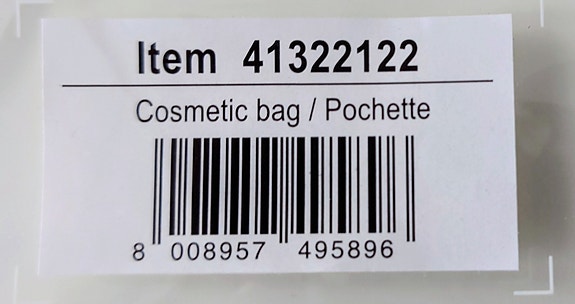 Item 41322122
Cosmetic bag / Pochette
8 008957 495896